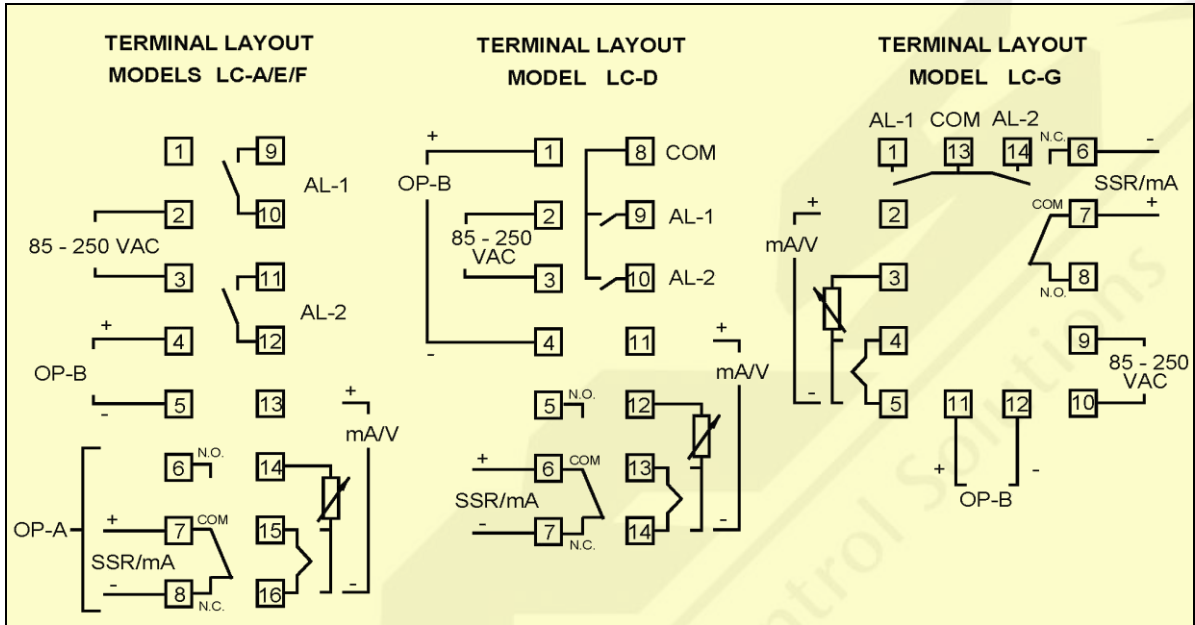 TERMINAL LAYOUT
MODELS LC-A/E/F
1 9
AL-1
2 10
85 - 250 VAC
3 11
AL-2
+ 4 12
OP-B
- 5 13 +
mA/V
6 N.O. 14
OP-A
+ 7 COM 15
SSR/mA
- 8 N.C. 16 -
TERMINAL LAYOUT
MODEL LC-D
+ 1 8 COM
OP-B
2 9 AL-1
85 - 250
VAC
3 10 AL-2
- 4 11 +
mA/V
5 N.O. 12
+ 6 COM 13
SSR/mA
- 7 N.C. 14 -
TERMINAL LAYOUT
MODEL LC-G
AL-1 COM AL-2
1 13 14 N.C. 6 -
SSR/mA
+ 2 COM 7 +
mA/V
3 N.O. 8
4 9
85 - 250
VAC
- 5 11 12 10
+ -
OP-B
ntrol Solutions